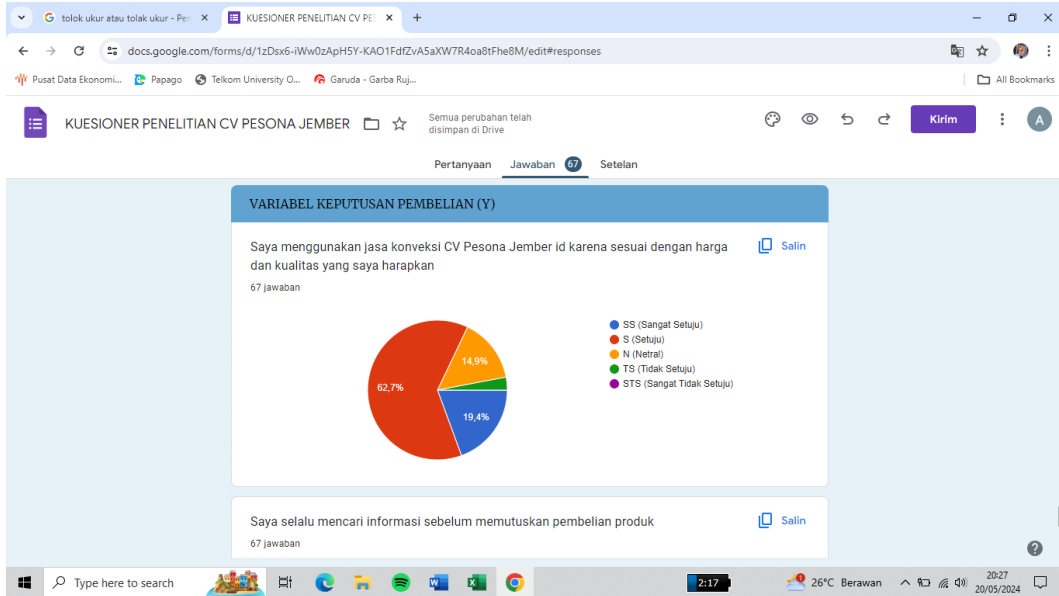 tolok ukur atau tolak ukur - Pen
KUESIONER PENELITIAN CV PES
docs.google.com/forms/d/1zDsx6-iWw0zApH5Y-KAO1FdfZvA5aXW7R4oa8tFhe8M/edit#responses
Pusat Data Ekonomi... Papago Telkom University O... Garuda - Garba Ruj... All Bookmarks
KUESIONER PENELITIAN CV PESONA JEMBER
Semua perubahan telah
disimpan di Drive
Kirim
A
Pertanyaan Jawaban 67 Setelan
VARIABEL KEPUTUSAN PEMBELIAN (Y)
Saya menggunakan jasa konveksi CV Pesona Jember id karena sesuai dengan harga
dan kualitas yang saya harapkan
Salin
67 jawaban
62,7%
14,9%
19,4%
SS (Sangat Setuju)
S (Setuju)
N (Netral)
TS (Tidak Setuju)
STS (Sangat Tidak Setuju)
Saya selalu mencari informasi sebelum memutuskan pembelian produk
Salin
67 jawaban
Type here to search
2:17
26°C Berawan
20:27
20/05/2024